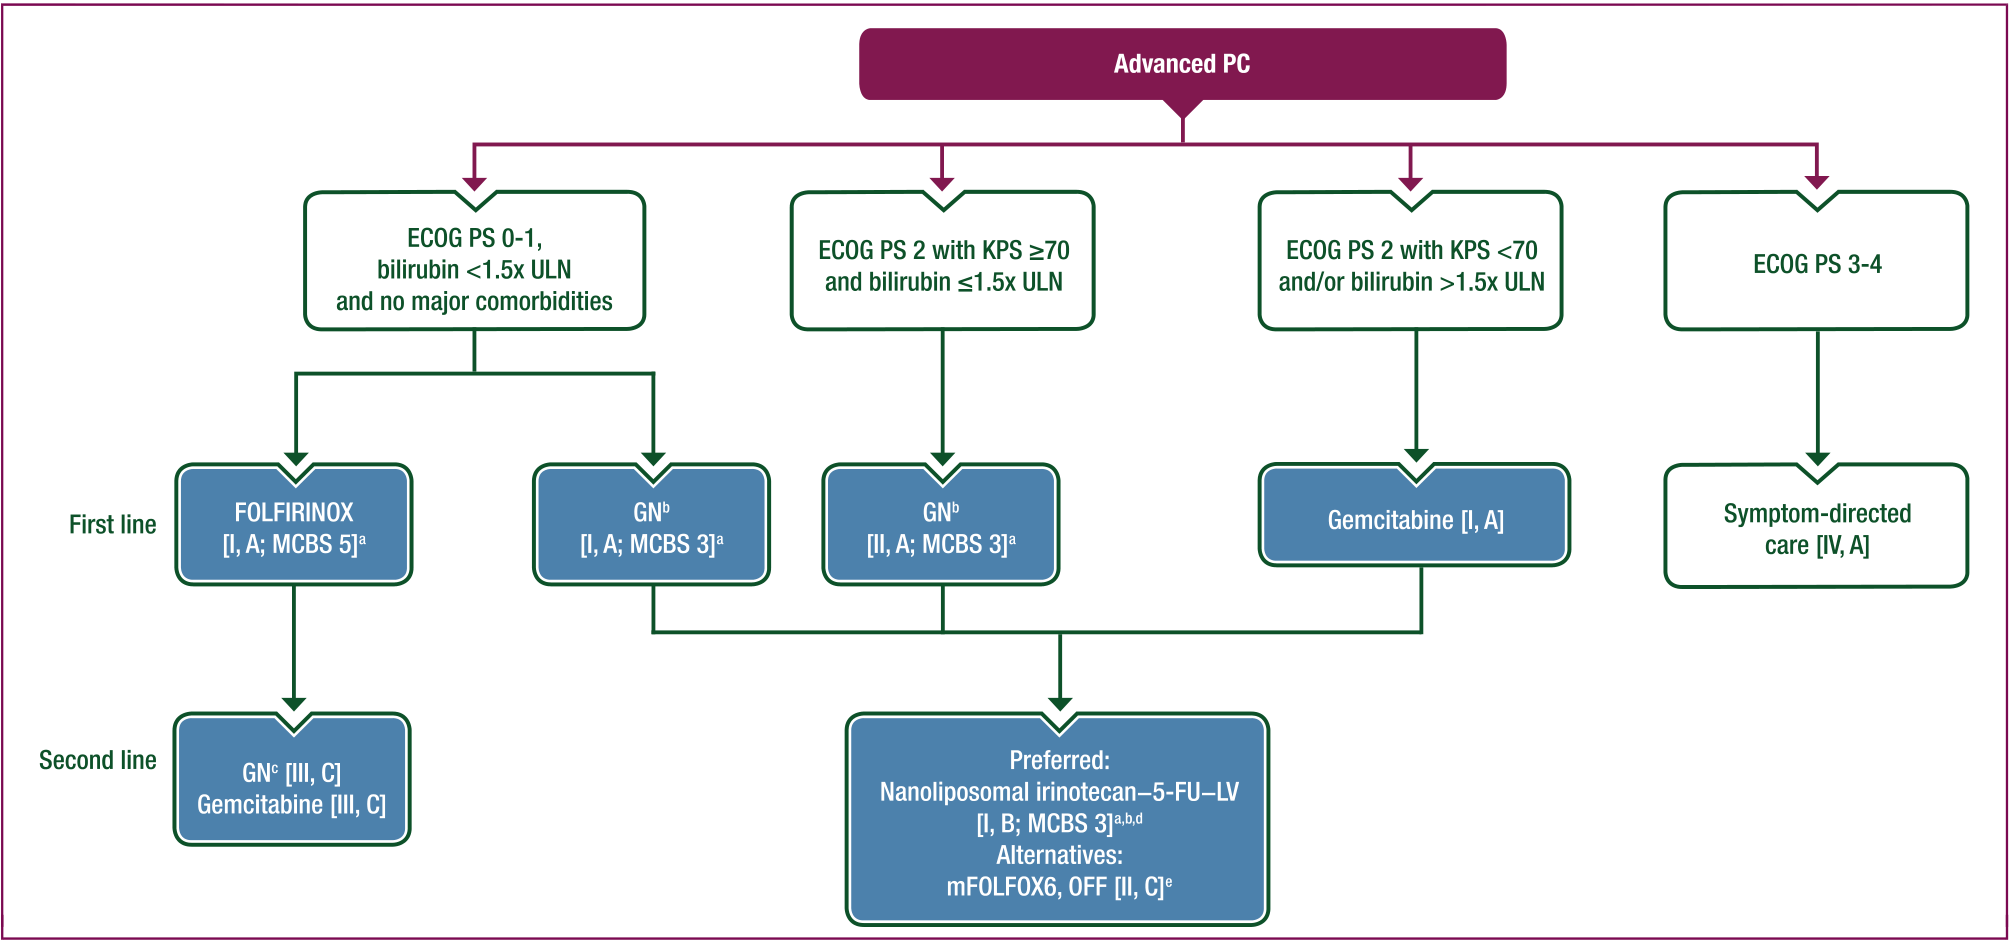 Advanced PC
ECOG PS 0-1,
bilirubin <1.5x ULN
and no major comorbidities
ECOG PS 2 with KPS ≥70
and bilirubin ≤1.5x ULN
ECOG PS 2 with KPS <70
and/or bilirubin >1.5x ULN
ECOG PS 3-4
First line
FOLFIRINOX
[I, A; MCBS 5]ᵃ
GNᵇ
[I, A; MCBS 3]ᵃ
GNᵇ
[II, A; MCBS 3]ᵃ
Gemcitabine [I, A]
Symptom-directed
care [IV, A]
Second line
GNᶜ [III, C]
Gemcitabine [III, C]
Preferred:
Nanoliposomal irinotecan–5-FU–LV
[I, B; MCBS 3]ᵃ,ᵇ,ᵈ
Alternatives:
mFOLFOX6, OFF [II, C]ᵉ